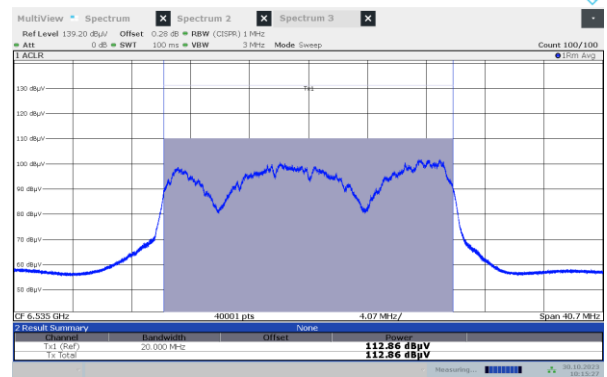 MultiView Spectrum X Spectrum 2 X Spectrum 3 X
Ref Level 139.20 dBµV Offset 0.28 dB RBW (CISPR) 1 MHz
Att 0 dB SWT 100 ms VBW 3 MHz Mode Sweep Count 100/100
1 ACLR 1Rm Avg
130 dBµV Tx1
120 dBµV
110 dBµV
100 dBµV
90 dBµV
80 dBµV
70 dBµV
60 dBµV
50 dBµV
CF 6.535 GHz 40001 pts 4.07 MHz/ Span 40.7 MHz
2 Result Summary None
Channel Bandwidth Offset Power
Tx1 (Ref) 20.000 MHz 112.86 dBµV
Tx Total 112.86 dBµV
Measuring... 30.10.2023
10:15:27